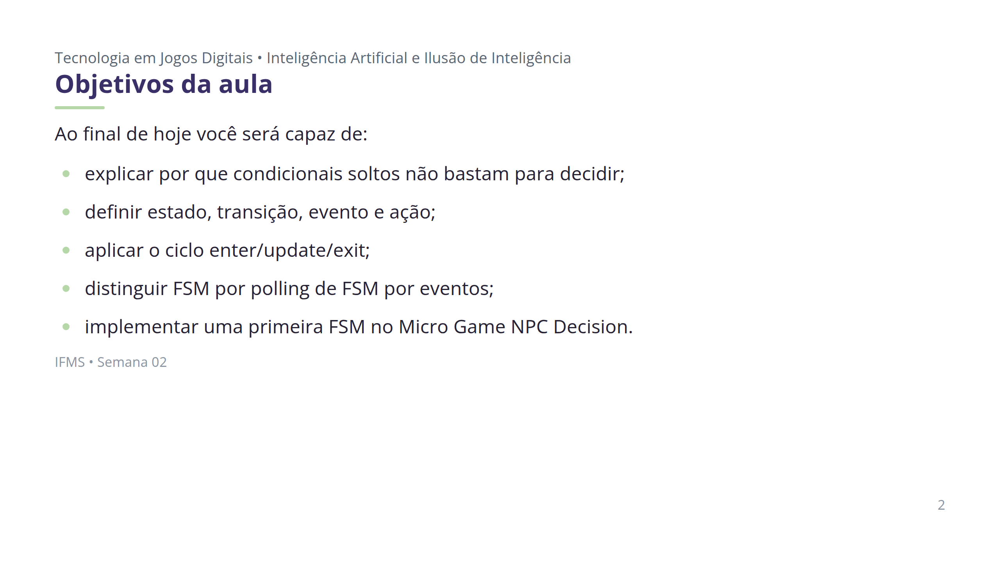 Tecnologia em Jogos Digitais • Inteligência Artificial e Ilusão de Inteligência
Objetivos da aula
Ao final de hoje você será capaz de:
• explicar por que condicionais soltos não bastam para decidir;
• definir estado, transição, evento e ação;
• aplicar o ciclo enter/update/exit;
• distinguir FSM por polling de FSM por eventos;
• implementar uma primeira FSM no Micro Game NPC Decision.
IFMS • Semana 02
2